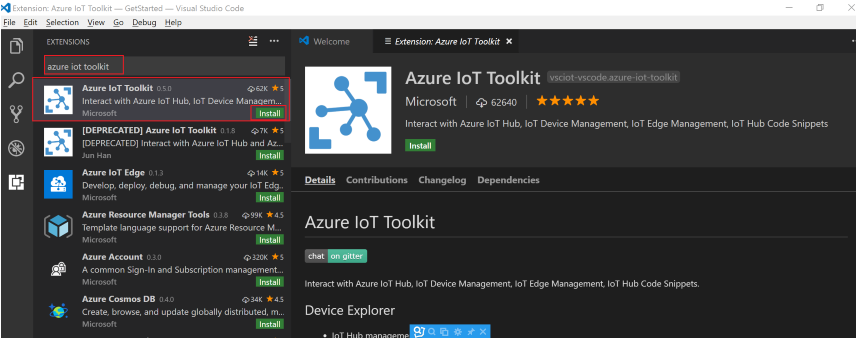 Extension: Azure IoT Toolkit — GetStarted — Visual Studio Code
File Edit Selection View Go Debug Help
EXTENSIONS
azure iot toolkit
Azure IoT Toolkit 0.5.0 62K 5
Interact with Azure IoT Hub, IoT Device Managem...
Microsoft Install
[DEPRECATED] Azure IoT Toolkit 0.1.8 7K 5
[DEPRECATED] Interact with Azure IoT Hub and Az...
Jun Han Install
Azure IoT Edge 0.1.3 14K 5
Develop, deploy, debug, and manage your IoT Edg...
Microsoft Install
Azure Resource Manager Tools 0.3.8 99K 4.5
Template language support for Azure Resource M...
Microsoft Install
Azure Account 0.3.0 320K 5
A common Sign-In and Subscription management...
Microsoft Install
Azure Cosmos DB 0.4.0 34K 4.5
Create, browse, and update globally distributed, m...
Microsoft Install
Welcome Extension: Azure IoT Toolkit
Azure IoT Toolkit vsciot-vscode.azure-iot-toolkit
Microsoft 62640
Interact with Azure IoT Hub, IoT Device Management, IoT Edge Management, IoT Hub Code Snippets
Install
Details Contributions Changelog Dependencies
Azure IoT Toolkit
chat on gitter
Interact with Azure IoT Hub, IoT Device Management, IoT Edge Management, IoT Hub Code Snippets.
Device Explorer
• IoT Hub manageme